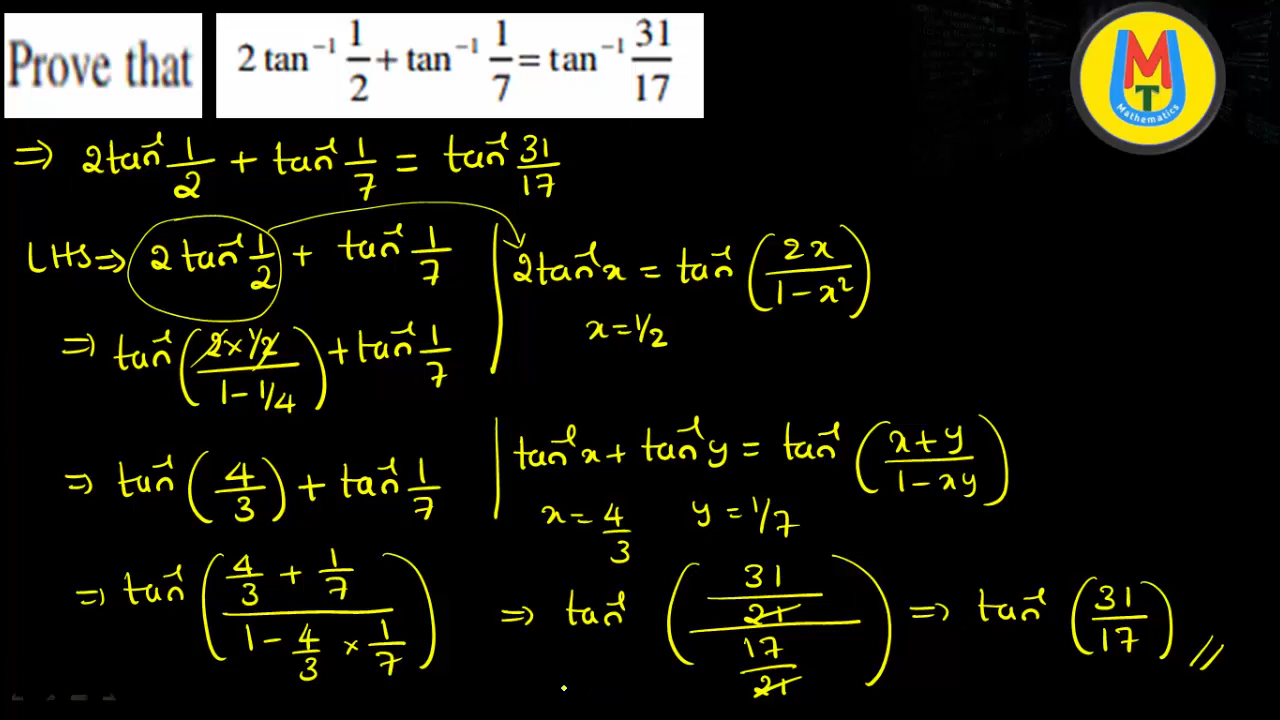 Prove that 2 tan⁻¹ 1/2 + tan⁻¹ 1/7 = tan⁻¹ 31/17
UMT
Mathematics
⇒ 2tan⁻¹ 1/2 + tan⁻¹ 1/7 = tan⁻¹ 31/17
LHS ⇒ 2 tan⁻¹ 1/2 + tan⁻¹ 1/7
2tan⁻¹x = tan⁻¹ (2x/(1-x²))
x = 1/2
⇒ tan⁻¹ ((2×1/2)/(1-1/4)) + tan⁻¹ 1/7
⇒ tan⁻¹ (4/3) + tan⁻¹ 1/7
tan⁻¹x + tan⁻¹y = tan⁻¹ ((x+y)/(1-xy))
x = 4/3 y = 1/7
⇒ tan⁻¹ ((4/3 + 1/7)/(1 - 4/3 × 1/7)) ⇒ tan⁻¹ ((31/21)/(17/21)) ⇒ tan⁻¹ (31/17) //